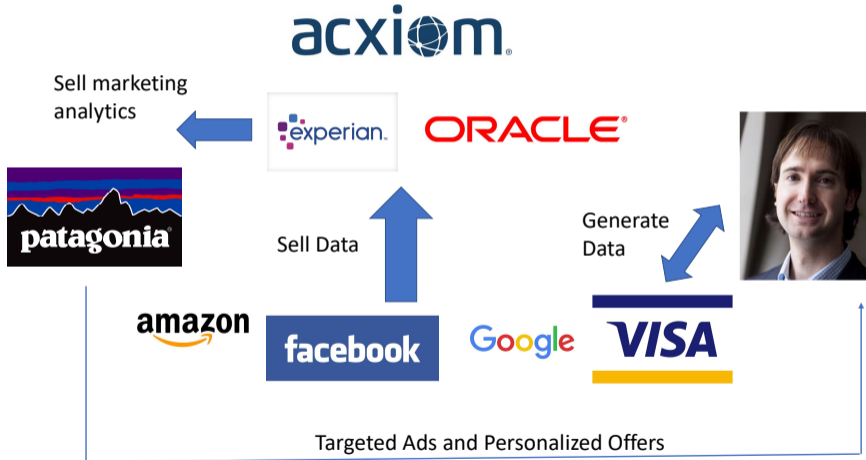 acxiom®
Sell marketing
analytics
experian™
ORACLE®
patagonia®
Sell Data
Generate
Data
amazon
facebook
Google
VISA
Targeted Ads and Personalized Offers